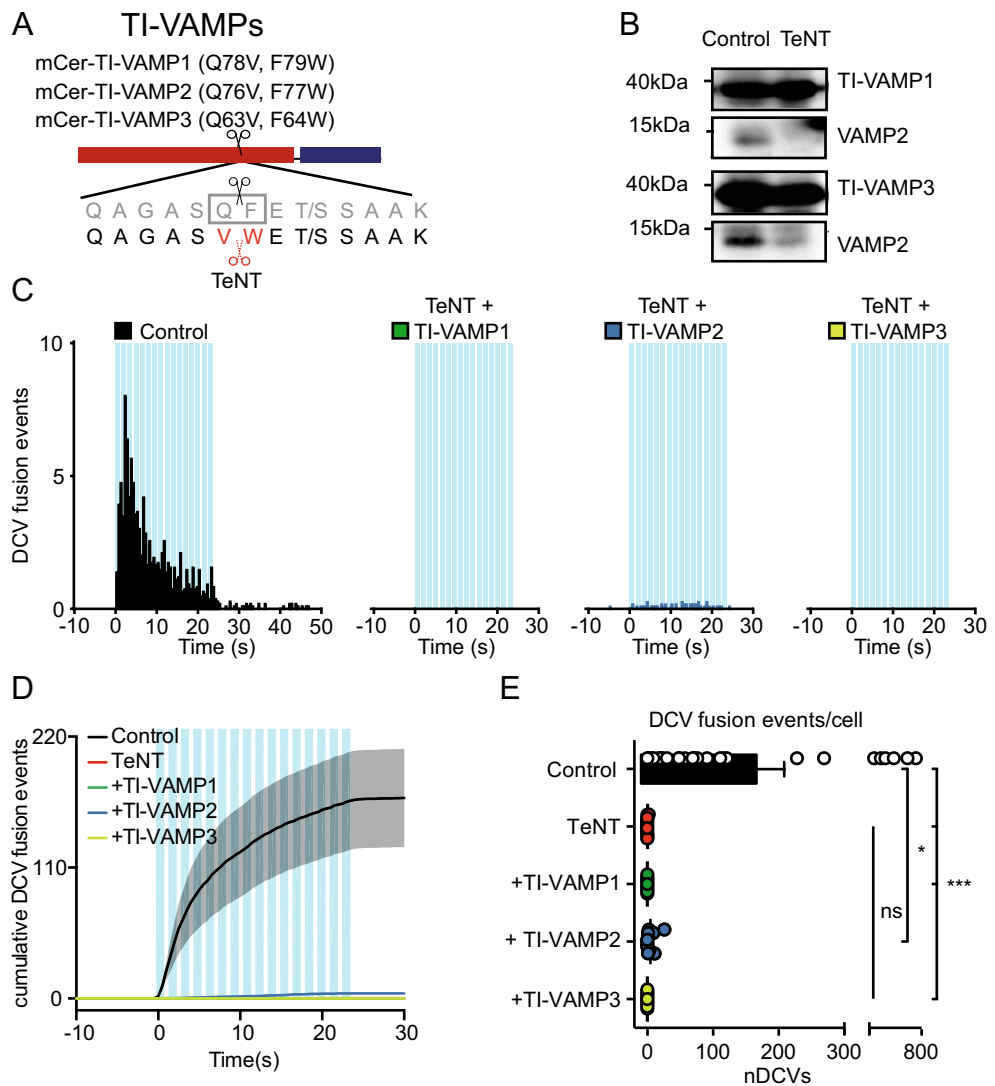 A
TI-VAMPs
mCer-TI-VAMP1 (Q78V, F79W)
mCer-TI-VAMP2 (Q76V, F77W)
mCer-TI-VAMP3 (Q63V, F64W)
Q A G A S Q F E T/S S A A K
Q A G A S V W E T/S S A A K
TeNT
B
Control TeNT
40kDa TI-VAMP1
15kDa VAMP2
40kDa TI-VAMP3
15kDa VAMP2
C
Control
TeNT +
TI-VAMP1
TeNT +
TI-VAMP2
TeNT +
TI-VAMP3
DCV fusion events
10
5
0
-10 0 10 20 30 40 50
Time (s)
-10 0 10 20 30
Time (s)
-10 0 10 20 30
Time (s)
-10 0 10 20 30
Time (s)
D
cumulative DCV fusion events
220
110
0
Control
TeNT
+TI-VAMP1
+TI-VAMP2
+TI-VAMP3
-10 0 10 20 30
Time(s)
E
DCV fusion events/cell
Control
TeNT
+TI-VAMP1
+ TI-VAMP2
+TI-VAMP3
ns
*
***
0 100 200 300 800
nDCVs